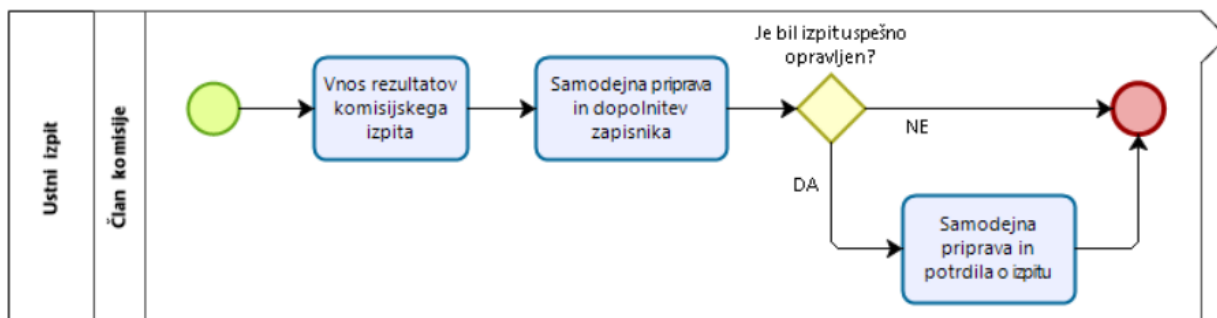 Ustni izpit
Član komisije
Vnos rezultatov
komisijskega
izpita
Samodejna priprava
in dopolnitev
zapisnika
Je bil izpit uspešno
opravljen?
NE
DA
Samodejna
priprava in
potrdila o izpitu